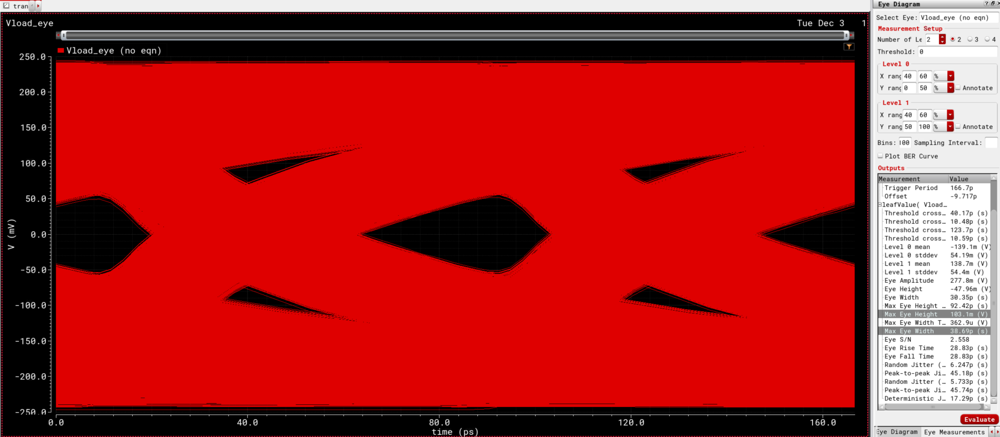 tran
Vload_eye
Tue Dec 3 1
Vload_eye (no eqn)
250.0
200.0
150.0
100.0
50.0
0.0
-50.0
-100.0
-150.0
-200.0
-250.0
V (mV)
0.0 40.0 80.0 120.0 160.0
time (ps)
Eye Diagram
Select Eye: Vload_eye (no eqn)
Measurement Setup
Number of Le 2 2 3 4
Threshold: 0
Level 0
X rang 40 60 %
Y rang 0 50 % Annotate
Level 1
X rang 40 60 %
Y rang 50 100 % Annotate
Bins: 100 Sampling Interval:
Plot BER Curve
Outputs
Measurement Value
Trigger Period 166.7p
Offset -9.717p
leafValue( Vload…
Threshold cross… 40.17p (s)
Threshold cross… 10.48p (s)
Threshold cross… 123.7p (s)
Threshold cross… 10.59p (s)
Level 0 mean -139.1m (V)
Level 0 stddev 54.19m (V)
Level 1 mean 138.7m (V)
Level 1 stddev 54.4m (V)
Eye Amplitude 277.8m (V)
Eye Height -47.96m (V)
Eye Width 30.35p (s)
Max Eye Height … 92.42p (s)
Max Eye Height 103.1m (V)
Max Eye Width T… 362.9u (V)
Max Eye Width 38.69p (s)
Eye S/N 2.558
Eye Rise Time 28.83p (s)
Eye Fall Time 28.83p (s)
Random Jitter (… 6.247p (s)
Peak-to-peak Ji… 45.18p (s)
Random Jitter (… 5.733p (s)
Peak-to-peak Ji… 45.74p (s)
Deterministic J… 17.29p (s)
Evaluate
Eye Diagram Eye Measurements